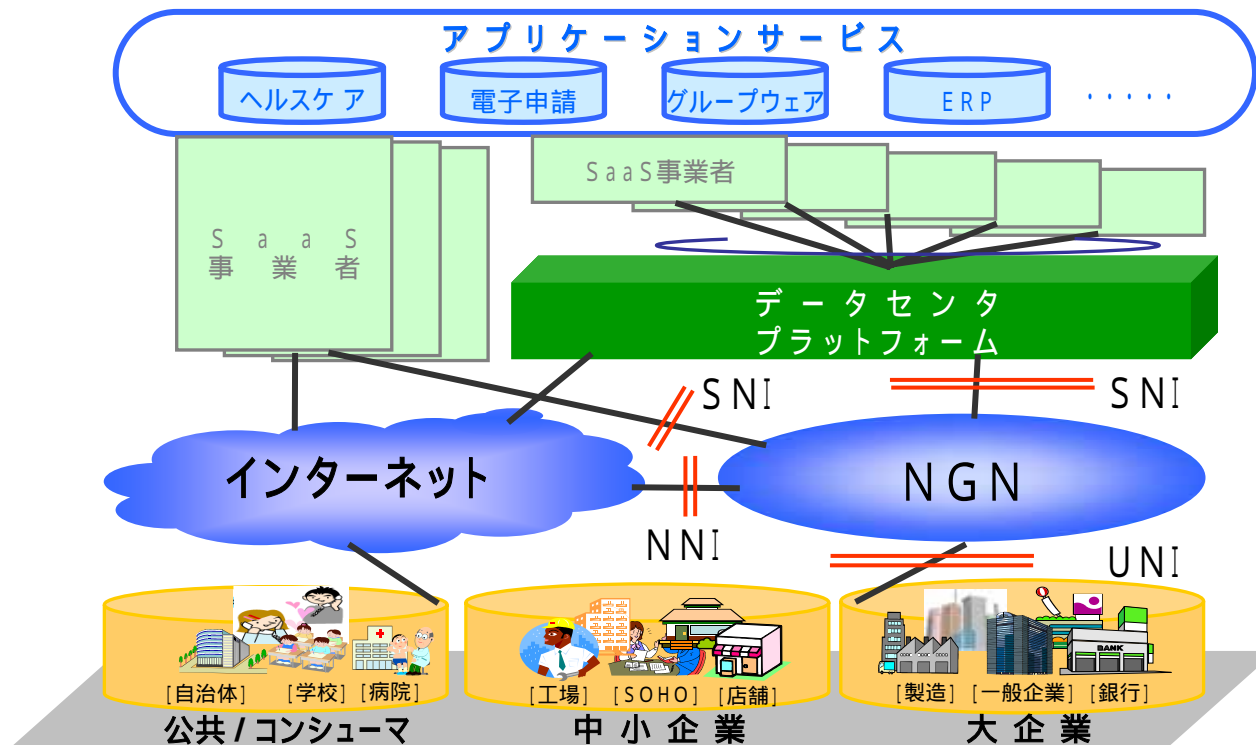 アプリケーションサービス
ヘルスケア
電子申請
グループウェア
ERP
・・・・・
SaaS
事業者
SaaS事業者
データセンタ
プラットフォーム
SNI
SNI
インターネット
NGN
NNI
UNI
BANK
[自治体]
[学校]
[病院]
[工場]
[SOHO]
[店舗]
[製造]
[一般企業]
[銀行]
公共/コンシューマ
中小企業
大企業